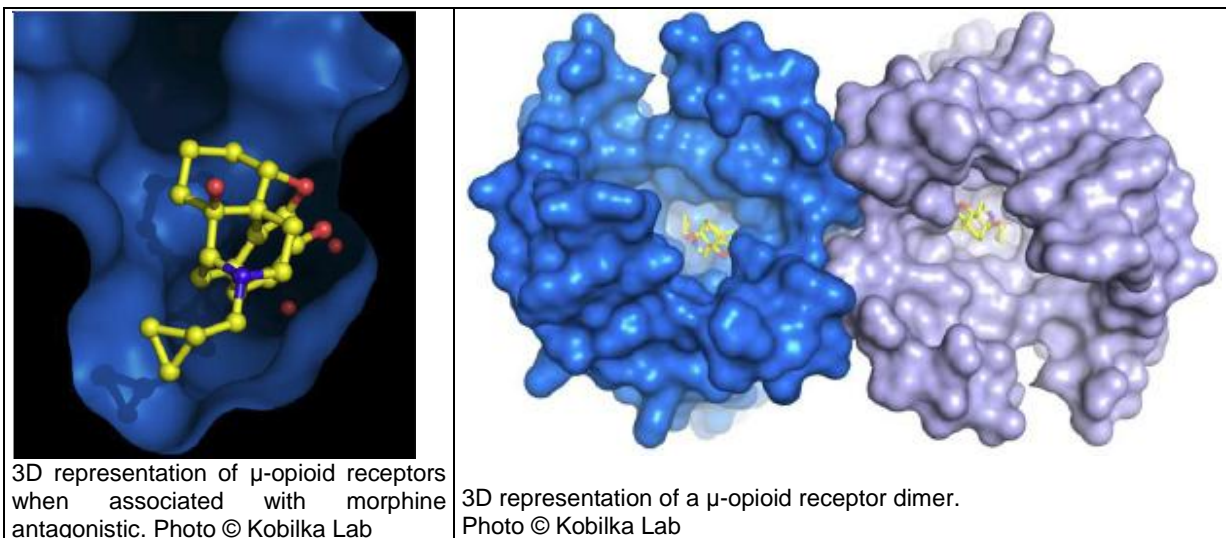 3D representation of µ-opioid receptors
when associated with morphine
antagonistic. Photo © Kobilka Lab
3D representation of a µ-opioid receptor dimer.
Photo © Kobilka Lab